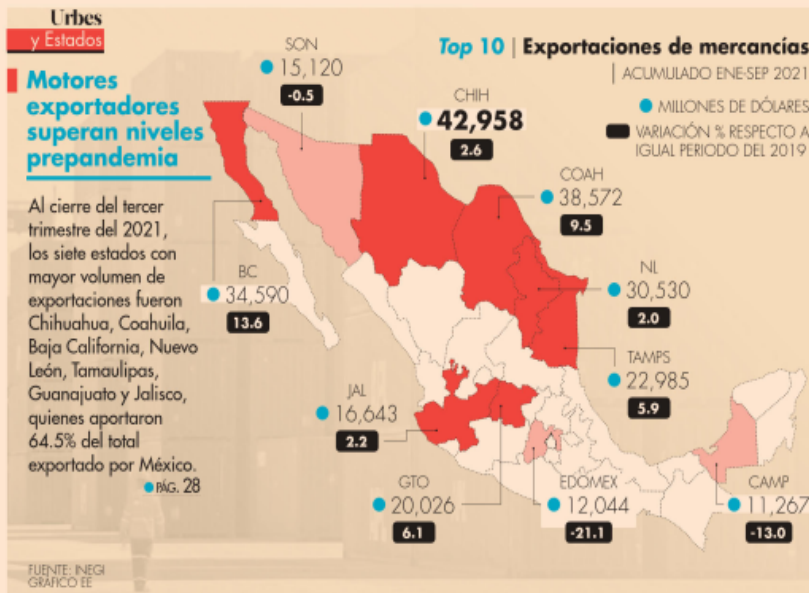 Urbes
y Estados
Motores
exportadores
superan niveles
prepandemia
Al cierre del tercer
trimestre del 2021,
los siete estados con
mayor volumen de
exportaciones fueron
Chihuahua, Coahuila,
Baja California, Nuevo
León, Tamaulipas,
Guanajuato y Jalisco,
quienes aportaron
64.5% del total
exportado por México.
PÁG. 28
Top 10 | Exportaciones de mercancías
ACUMULADO ENE-SEP 2021
MILLONES DE DÓLARES
VARIACIÓN % RESPECTO A
IGUAL PERIODO DEL 2019
SON
15,120
-0.5
CHIH
42,958
2.6
COAH
38,572
9.5
BC
34,590
13.6
NL
30,530
2.0
TAMPS
22,985
5.9
JAL
16,643
2.2
GTO
20,026
6.1
EDOMEX
12,044
-21.1
CAMP
11,267
-13.0
FUENTE: INEGI
GRÁFICO EE